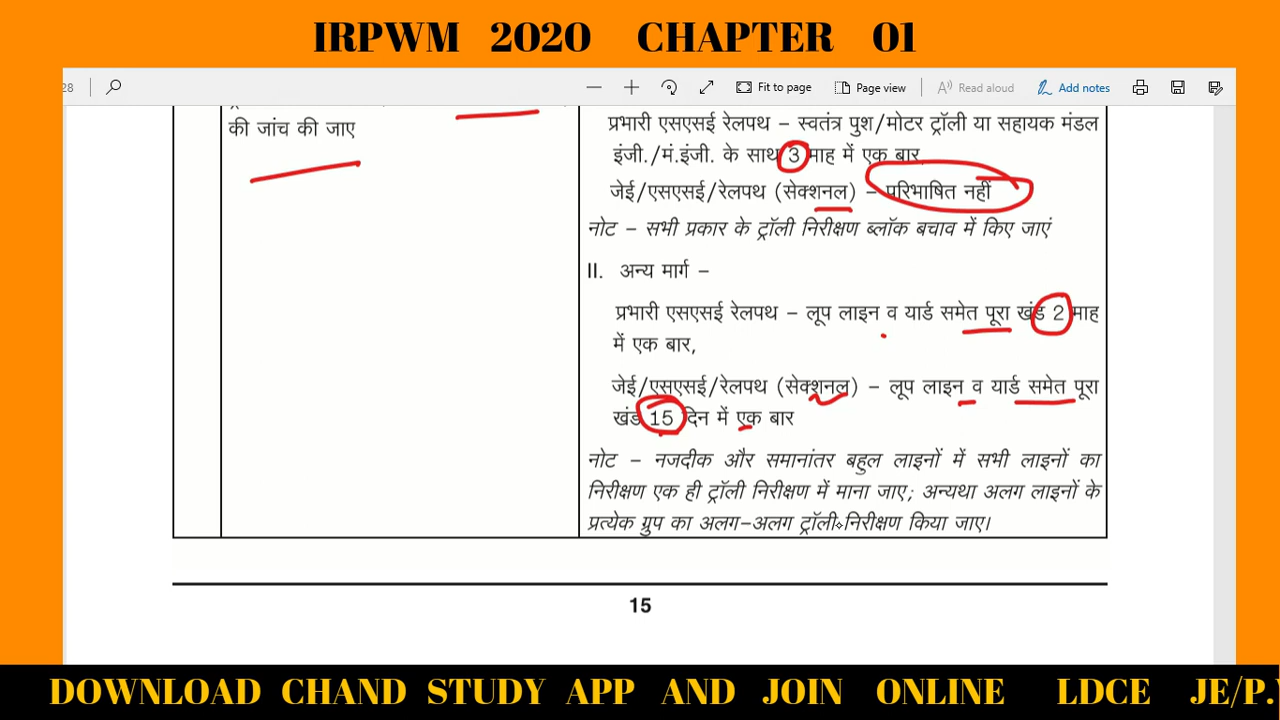 IRPWM 2020 CHAPTER 01
28
Fit to page
Page view
Read aloud
Add notes
की जांच की जाए
प्रभारी एसएसई रेलपथ – स्वतंत्र पुश/मोटर ट्रॉली या सहायक मंडल
इंजी./मं.इंजी. के साथ 3 माह में एक बार,
जेई/एसएसई/रेलपथ (सेक्शनल) – परिभाषित नहीं
नोट – सभी प्रकार के ट्रॉली निरीक्षण ब्लॉक बचाव में किए जाएं
II. अन्य मार्ग –
प्रभारी एसएसई रेलपथ – लूप लाइन व यार्ड समेत पूरा खंड 2 माह
में एक बार,
जेई/एसएसई/रेलपथ (सेक्शनल) – लूप लाइन व यार्ड समेत पूरा
खंड 15 दिन में एक बार
नोट – नजदीक और समानांतर बहुल लाइनों में सभी लाइनों का
निरीक्षण एक ही ट्रॉली निरीक्षण में माना जाए; अन्यथा अलग लाइनों के
प्रत्येक ग्रुप का अलग–अलग ट्रॉली निरीक्षण किया जाए।
15
DOWNLOAD CHAND STUDY APP AND JOIN ONLINE LDCE JE/P.